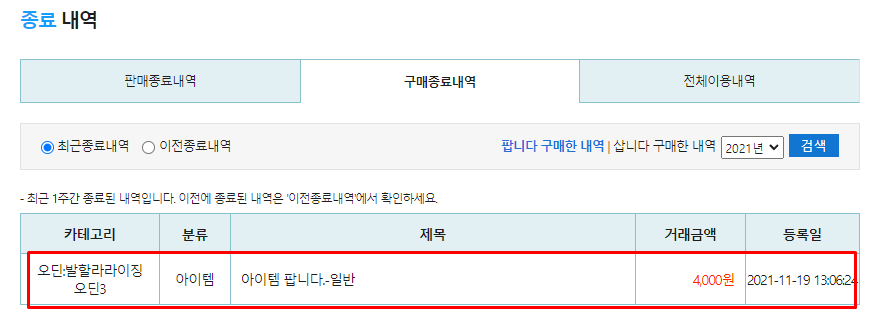 종료 내역
판매종료내역 구매종료내역 전체이용내역
최근종료내역 이전종료내역 팝니다 구매한 내역 | 삽니다 구매한 내역 2021년 검색
- 최근 1주간 종료된 내역입니다. 이전에 종료된 내역은 '이전종료내역'에서 확인하세요.
카테고리 분류 제목 거래금액 등록일
오딘:발할라라이징 아이템 아이템 팝니다.-일반 4,000원 2021-11-19 13:06:24
오딘3